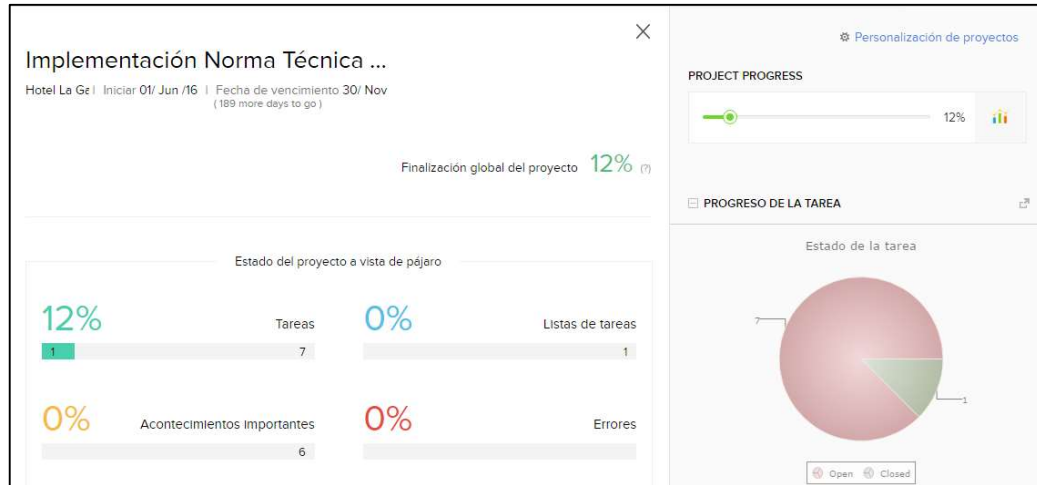 Implementación Norma Técnica ...
Hotel La Ga| Iniciar 01/ Jun /16 | Fecha de vencimiento 30/ Nov
( 189 more days to go )
Finalización global del proyecto 12% (?)
Estado del proyecto a vista de pájaro
12% Tareas
1 7
0% Listas de tareas
1
0% Acontecimientos importantes
6
0% Errores
Personalización de proyectos
PROJECT PROGRESS
12%
PROGRESO DE LA TAREA
Estado de la tarea
7
1
Open Closed